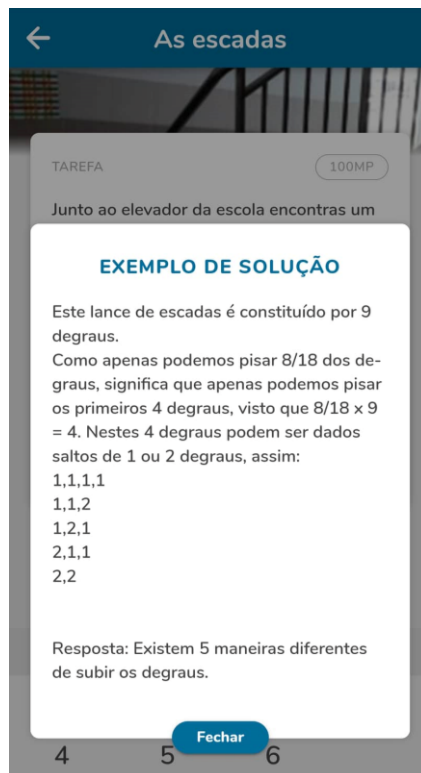 As escadas
TAREFA
100MP
Junto ao elevador da escola encontras um
EXEMPLO DE SOLUÇÃO
Este lance de escadas é constituído por 9
degraus.
Como apenas podemos pisar 8/18 dos de-
graus, significa que apenas podemos pisar
os primeiros 4 degraus, visto que 8/18 x 9
= 4. Nestes 4 degraus podem ser dados
saltos de 1 ou 2 degraus, assim:
1,1,1,1
1,1,2
1,2,1
2,1,1
2,2
Resposta: Existem 5 maneiras diferentes
de subir os degraus.
Fechar
4 5 6